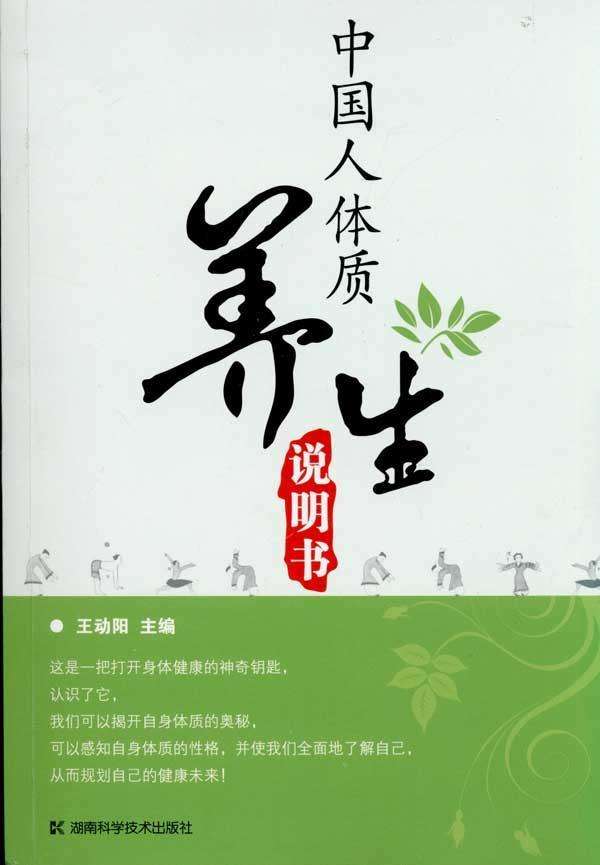 中国人体质
养生
说明书
王动阳 主编
这是一把打开身体健康的神奇钥匙，
认识了它，
我们可以揭开自身体质的奥秘，
可以感知自身体质的性格，并使我们全面地了解自己，
从而规划自己的健康未来！
湖南科学技术出版社